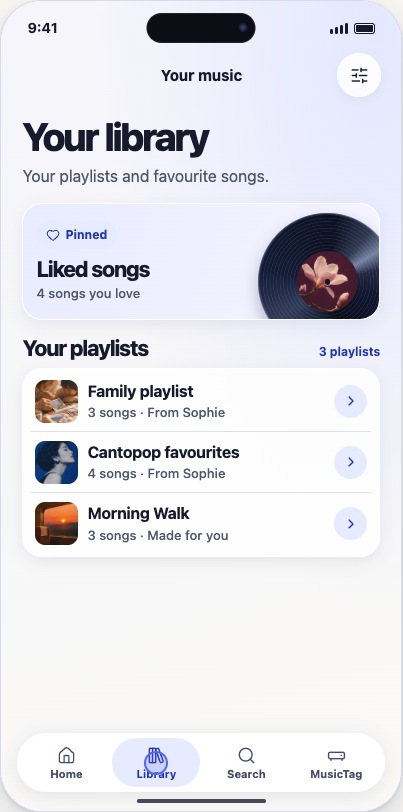 9:41
Your music
Your library
Your playlists and favourite songs.
Pinned
Liked songs
4 songs you love
Your playlists
3 playlists
Family playlist
3 songs · From Sophie
Cantopop favourites
4 songs · From Sophie
Morning Walk
3 songs · Made for you
Home
Library
Search
MusicTag